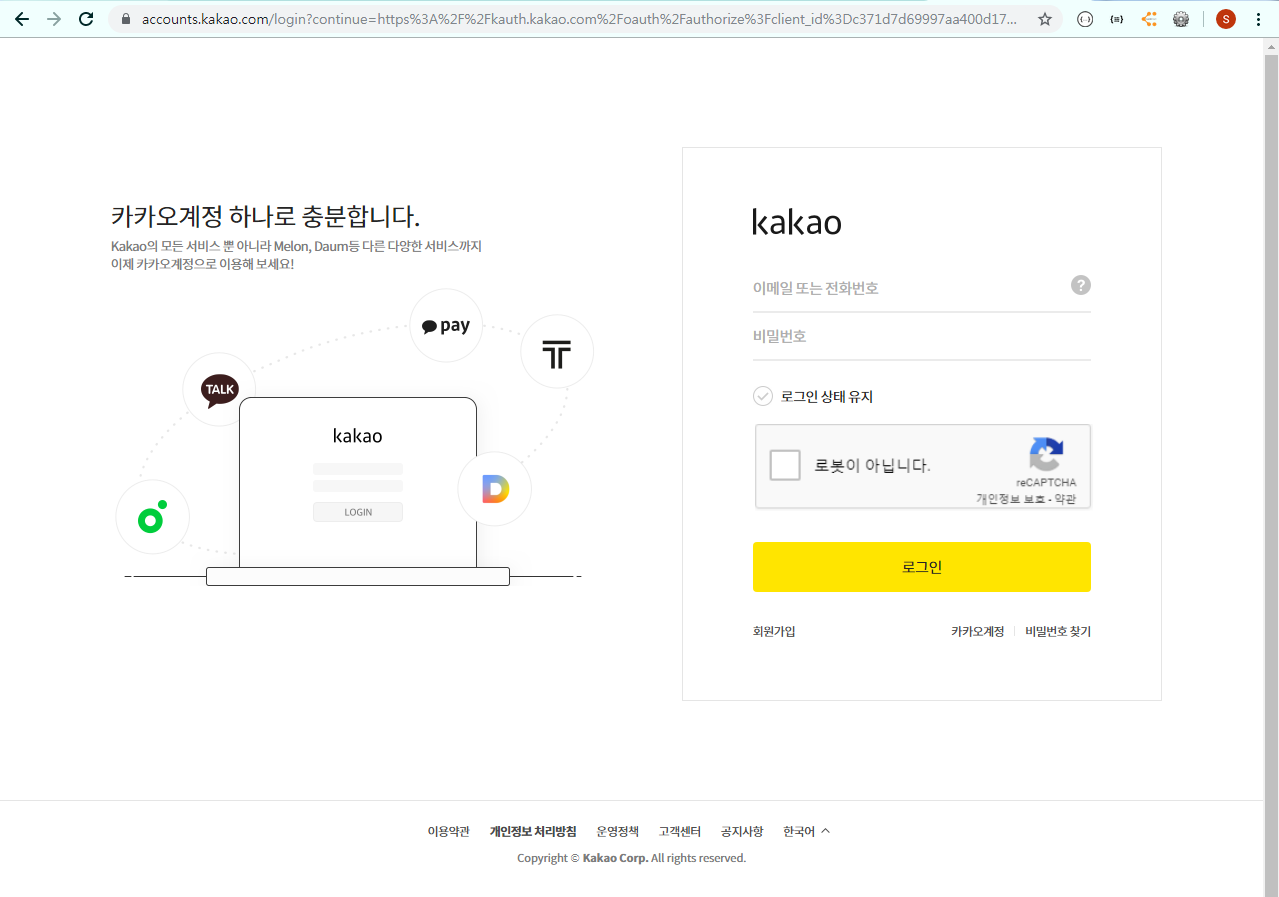 accounts.kakao.com/login?continue=https%3A%2F%2Fkauth.kakao.com%2Foauth%2Fauthorize%3Fclient_id%3Dc371d7d69997aa400d17...
S
카카오계정 하나로 충분합니다.
Kakao의 모든 서비스 뿐 아니라 Melon, Daum등 다른 다양한 서비스까지
이제 카카오계정으로 이용해 보세요!
pay
TALK
kakao
LOGIN
kakao
이메일 또는 전화번호
?
비밀번호
로그인 상태 유지
로봇이 아닙니다.
reCAPTCHA
개인정보 보호 - 약관
로그인
회원가입 카카오계정 비밀번호 찾기
이용약관 개인정보 처리방침 운영정책 고객센터 공지사항 한국어
Copyright © Kakao Corp. All rights reserved.